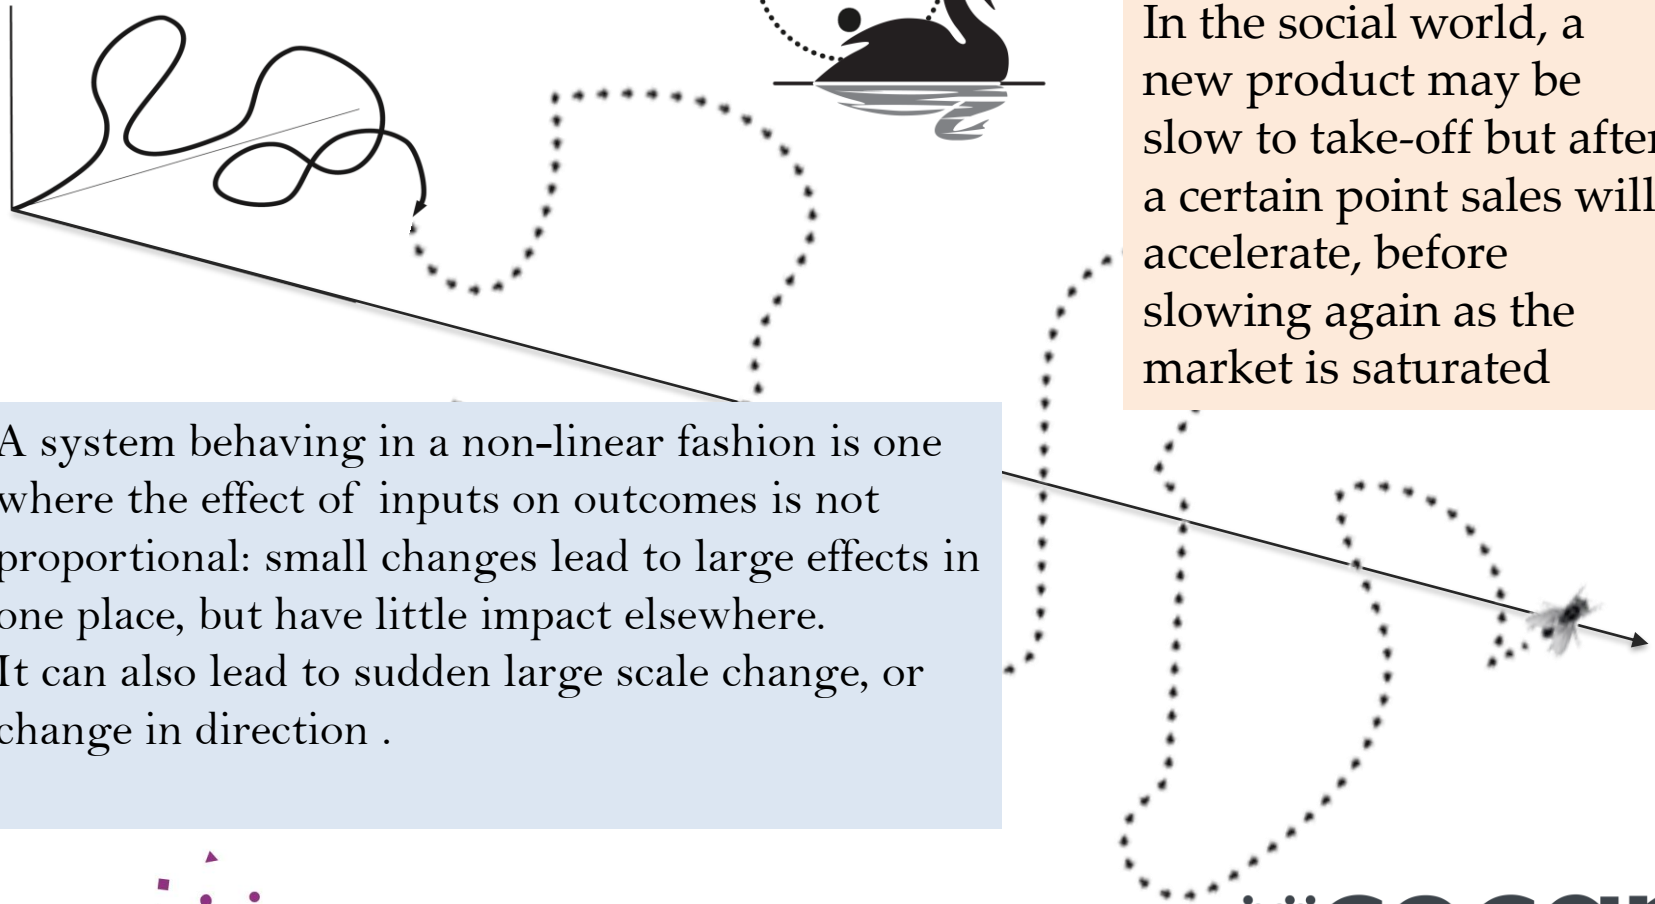 In the social world, a
new product may be
slow to take-off but after
a certain point sales will
accelerate, before
slowing again as the
market is saturated
A system behaving in a non-linear fashion is one
where the effect of  inputs on outcomes is not
proportional: small changes lead to large effects in
one place, but have little impact elsewhere.
It can also lead to sudden large scale change, or
change in direction .